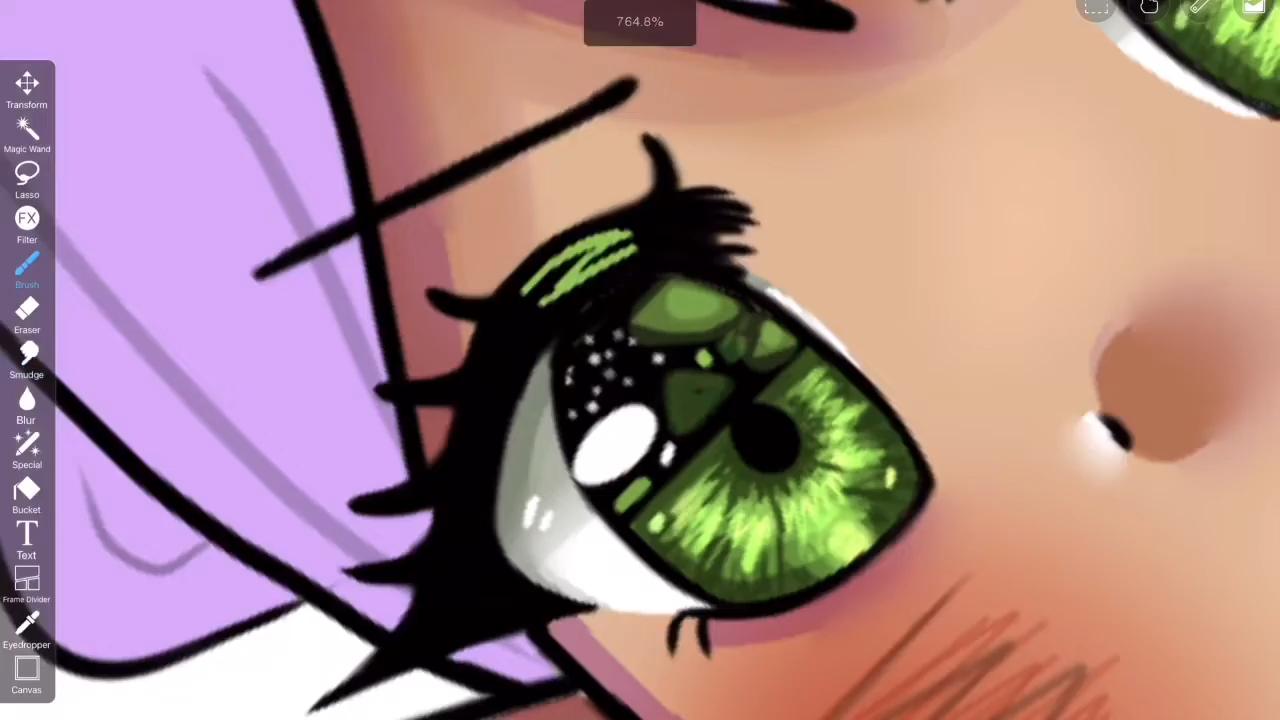 764.8%
Transform
Magic Wand
Lasso
FX
Filter
Brush
Eraser
Smudge
Blur
Special
Bucket
T
Text
Frame Divider
Eyedropper
Canvas